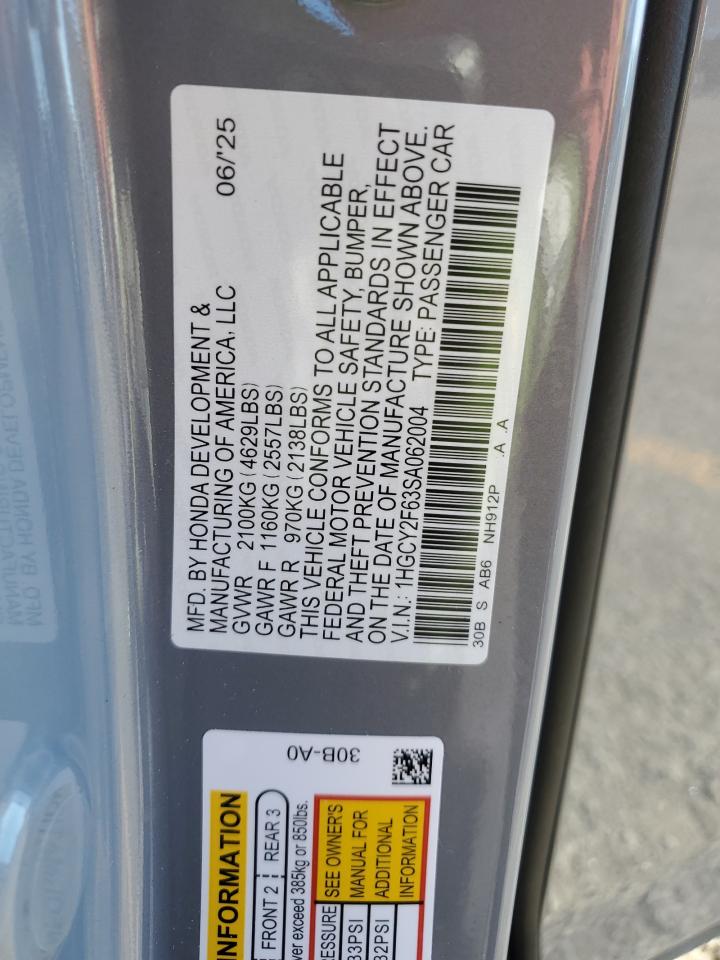 MFD. BY HONDA DEVELOPMENT &
MANUFACTURING OF AMERICA, LLC 06/'25
GVWR 2100KG (4629LBS)
GAWR F 1160KG (2557LBS)
GAWR R 970KG (2138LBS)
THIS VEHICLE CONFORMS TO ALL APPLICABLE
FEDERAL MOTOR VEHICLE SAFETY, BUMPER,
AND THEFT PREVENTION STANDARDS IN EFFECT
ON THE DATE OF MANUFACTURE SHOWN ABOVE.
V.I.N.: 1HGCY2F63SA062004 TYPE: PASSENGER CAR
30B S AB6 NH912P .A .A
30B-A0
INFORMATION
FRONT 2 REAR 3
exceed 385kg or 850lbs.
SEE OWNER'S
MANUAL FOR
ADDITIONAL
INFORMATION